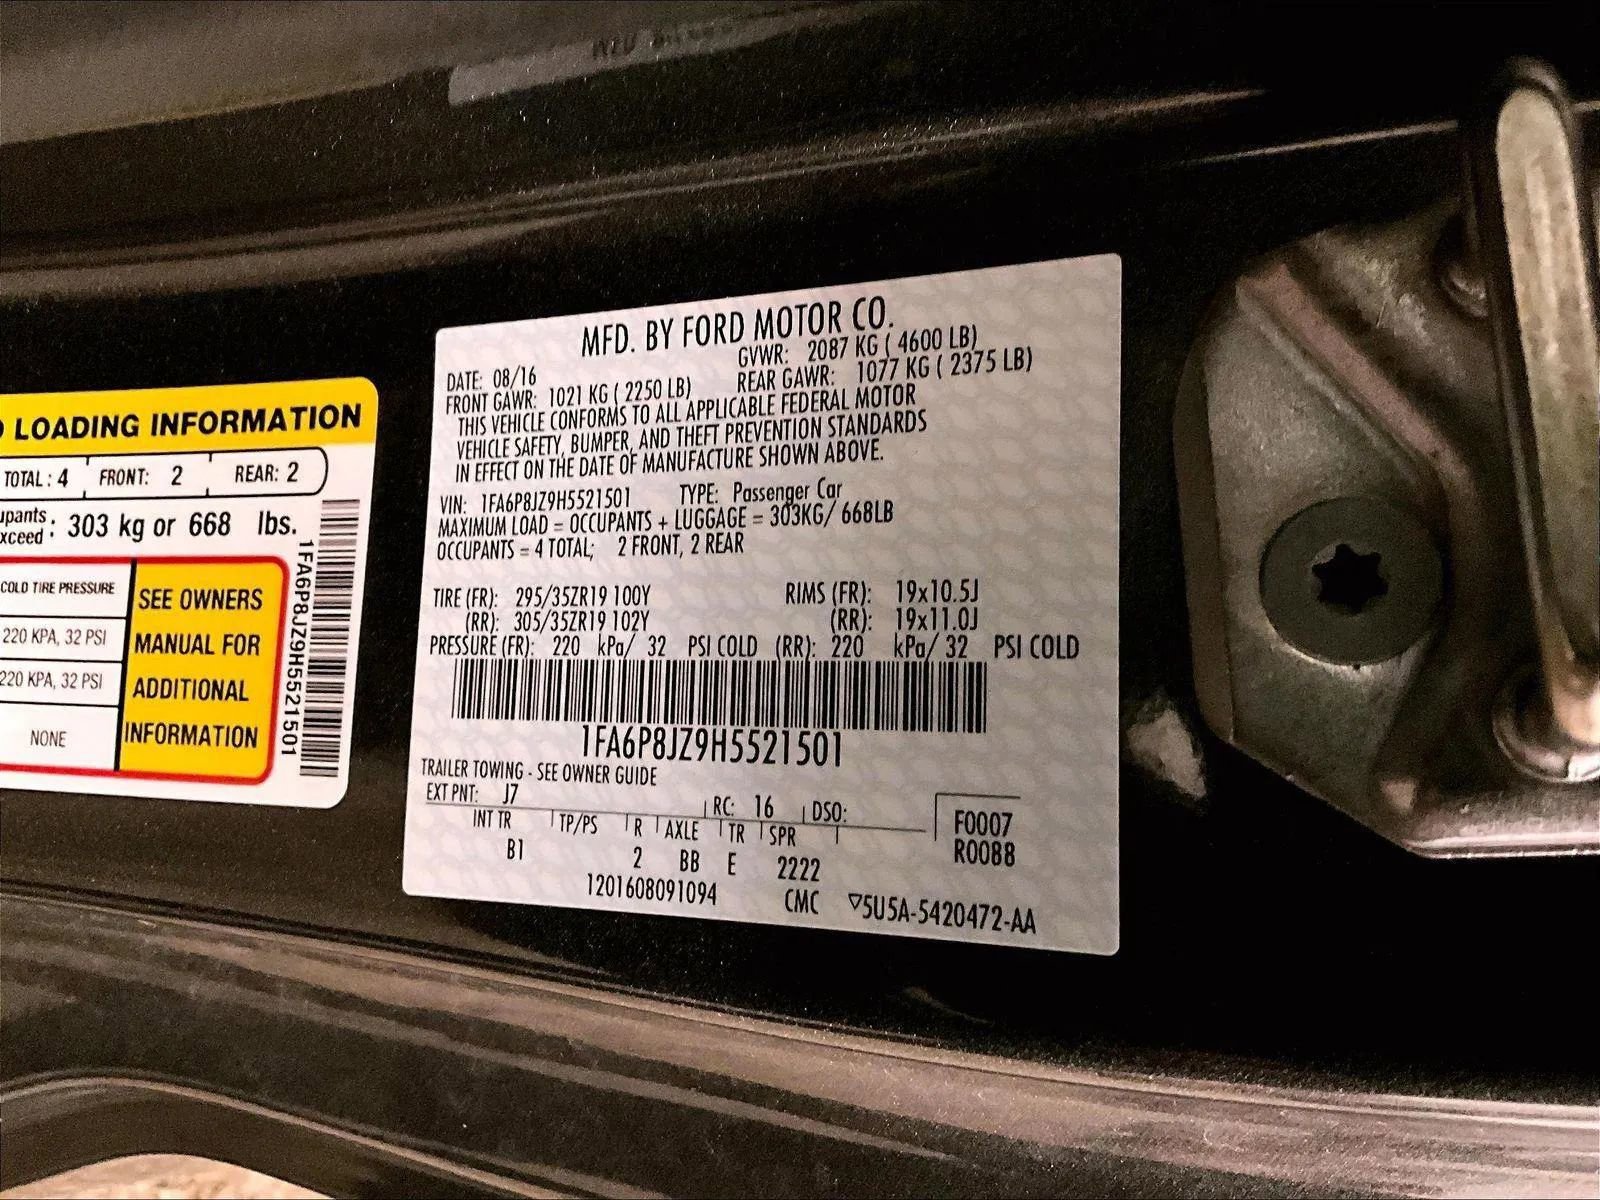 LOADING INFORMATION
TOTAL : 4 FRONT: 2 REAR: 2
: 303 kg or 668 lbs.
COLD TIRE PRESSURE
220 KPA, 32 PSI
220 KPA, 32 PSI
NONE
SEE OWNERS
MANUAL FOR
ADDITIONAL
INFORMATION
1FA6P8JZ9H5521501
MFD. BY FORD MOTOR CO.
DATE: 08/16 GVWR: 2087 KG ( 4600 LB)
FRONT GAWR: 1021 KG ( 2250 LB) REAR GAWR: 1077 KG ( 2375 LB)
THIS VEHICLE CONFORMS TO ALL APPLICABLE FEDERAL MOTOR
VEHICLE SAFETY, BUMPER, AND THEFT PREVENTION STANDARDS
IN EFFECT ON THE DATE OF MANUFACTURE SHOWN ABOVE.
VIN: 1FA6P8JZ9H5521501 TYPE: Passenger Car
MAXIMUM LOAD = OCCUPANTS + LUGGAGE = 303KG/ 668LB
OCCUPANTS = 4 TOTAL; 2 FRONT, 2 REAR
TIRE (FR): 295/35ZR19 100Y RIMS (FR): 19x10.5J
(RR): 305/35ZR19 102Y (RR): 19x11.0J
PRESSURE (FR): 220 kPa/ 32 PSI COLD (RR): 220 kPa/ 32 PSI COLD
1FA6P8JZ9H5521501
TRAILER TOWING - SEE OWNER GUIDE
EXT PNT: J7 RC: 16 DSO:
INT TR TP/PS R AXLE TR SPR
B1 2 BB E 2222
F0007
R0088
1201608091094 CMC ▽5U5A-5420472-AA